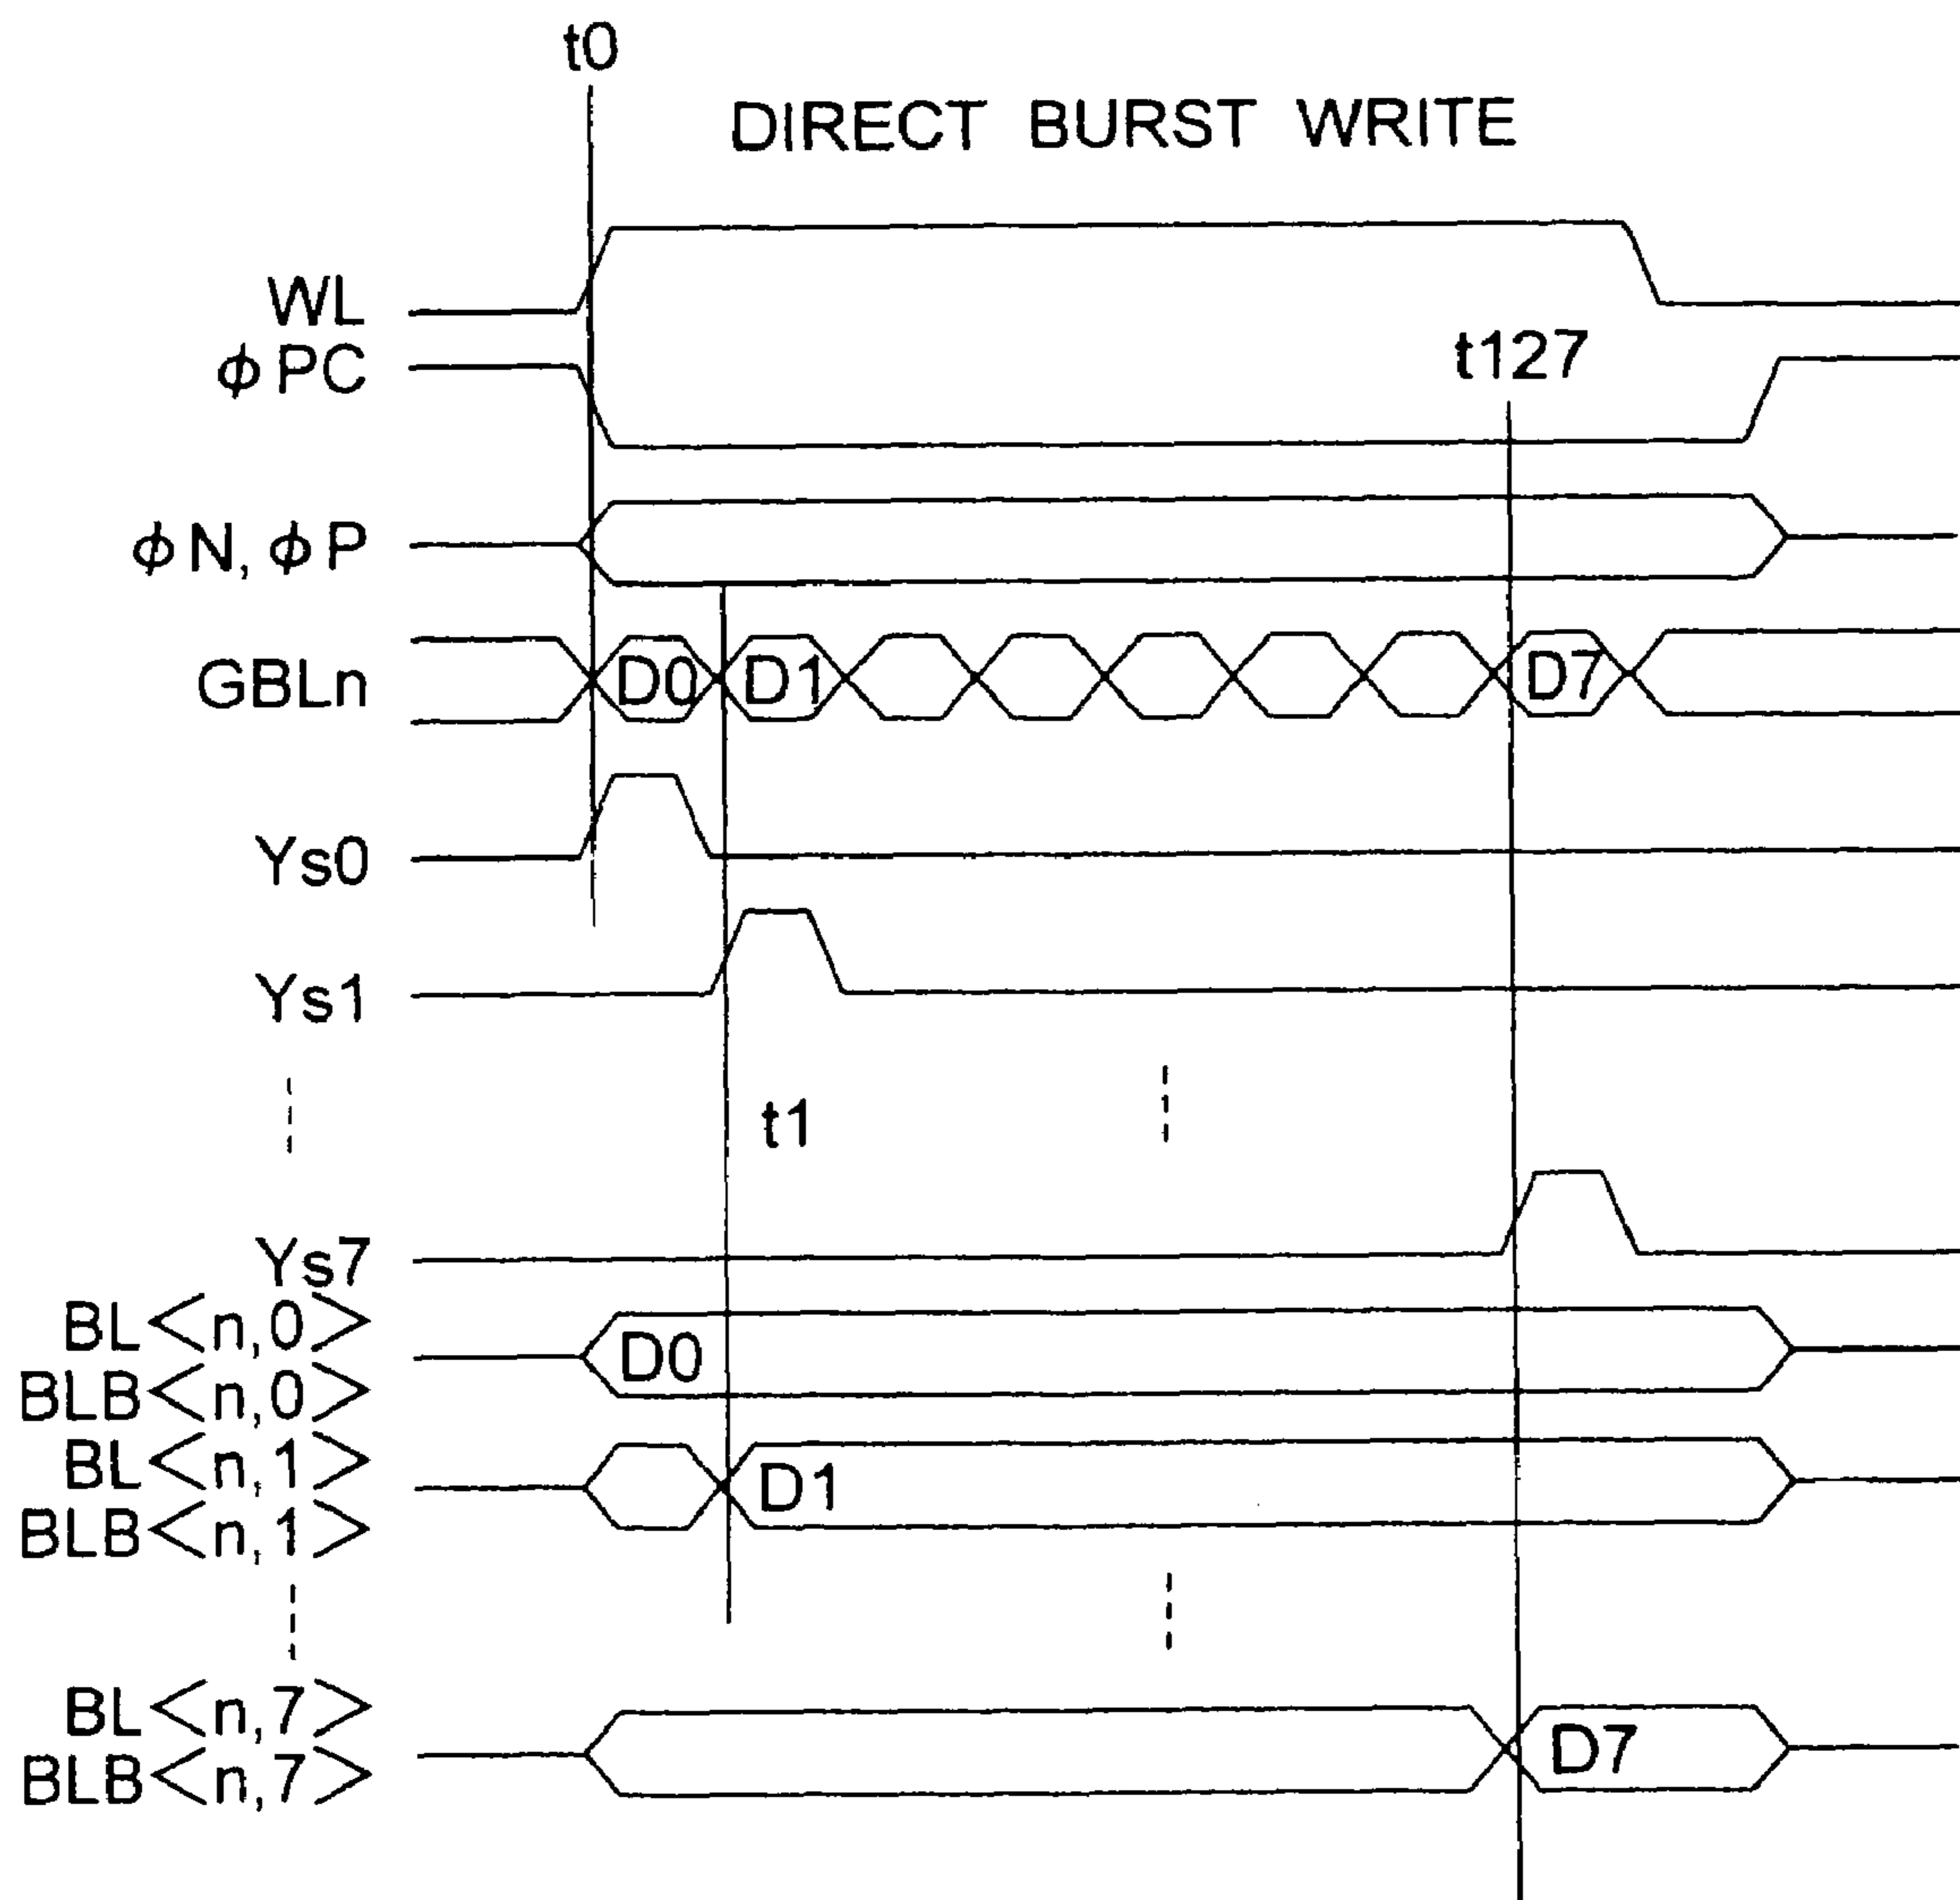 t0
DIRECT BURST WRITE
WL
t127
ϕPC
ϕN, ϕP
GBLn
D0
D1
D7
Ys0
Ys1
t1
Ys7
BL<n,0>
D0
BLB<n,0>
BL<n,1>
D1
BLB<n,1>
BL<n,7>
D7
BLB<n,7>